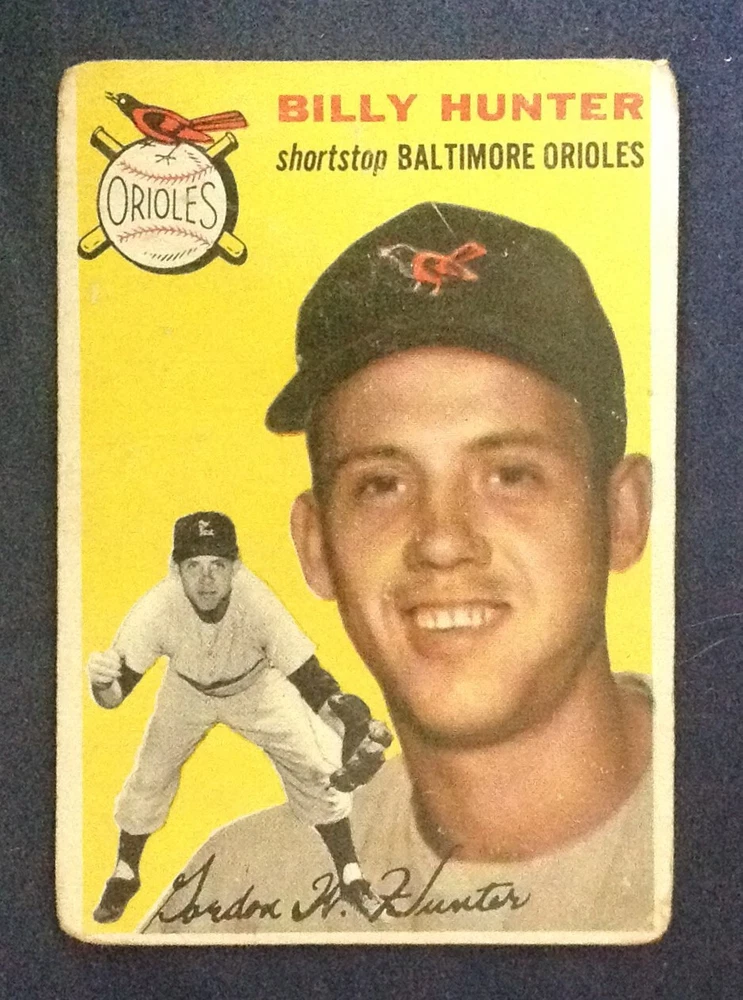 BILLY HUNTER
shortstop BALTIMORE ORIOLES
ORIOLES
Gordon W. Hunter